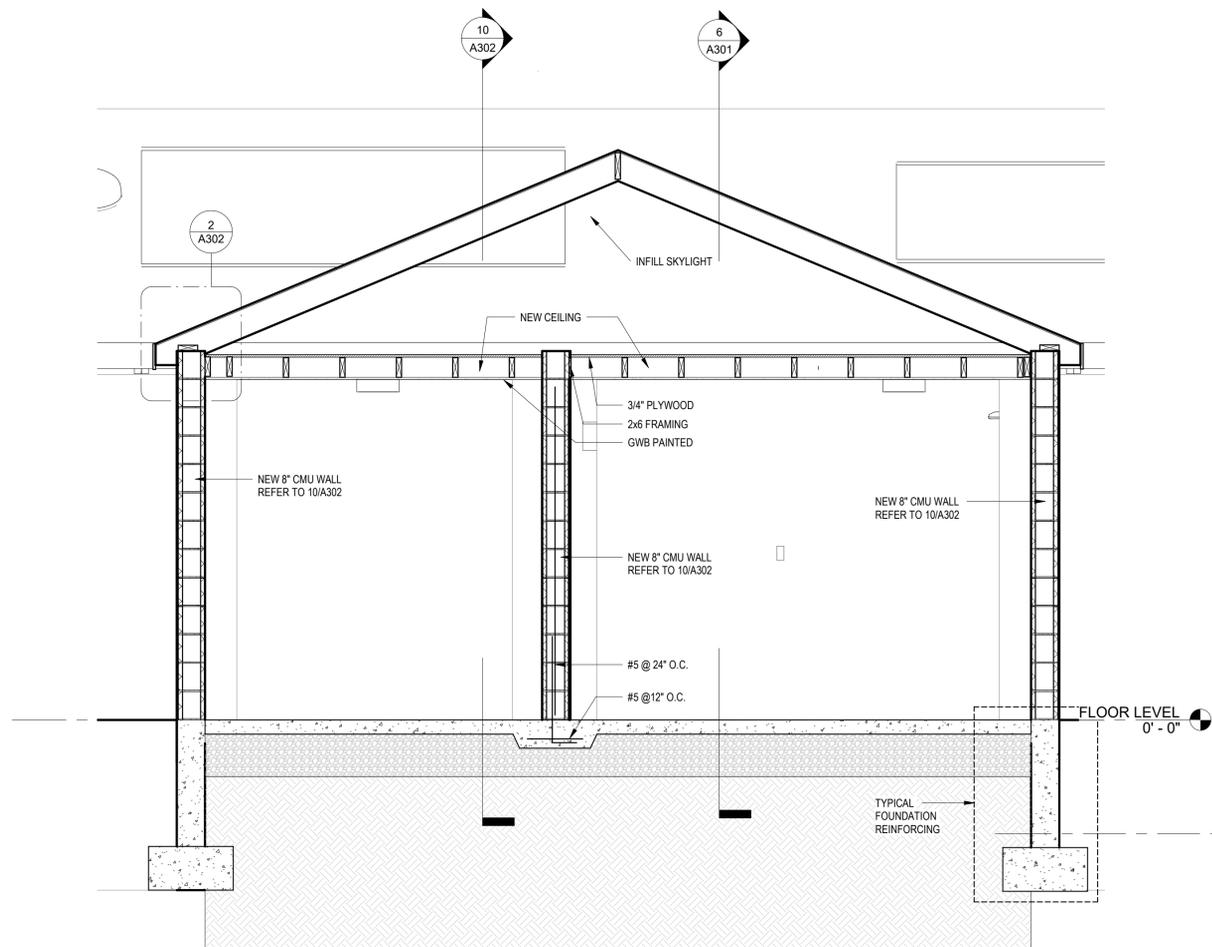 10
A302
6
A301
2
A302
INFILL SKYLIGHT
NEW CEILING
3/4" PLYWOOD
2x6 FRAMING
GWB PAINTED
NEW 8" CMU WALL
REFER TO 10/A302
NEW 8" CMU WALL
REFER TO 10/A302
NEW 8" CMU WALL
REFER TO 10/A302
#5 @ 24" O.C.
#5 @12" O.C.
FLOOR LEVEL
0' - 0"
TYPICAL
FOUNDATION
REINFORCING